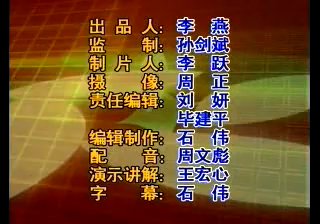 出品人：李燕
监制：孙剑斌
制片人：李跃
摄像：周正
责任编辑：刘妍
毕建平
编辑制作：石伟
配音：周文彪
演示讲解：王宏心
字幕：石伟